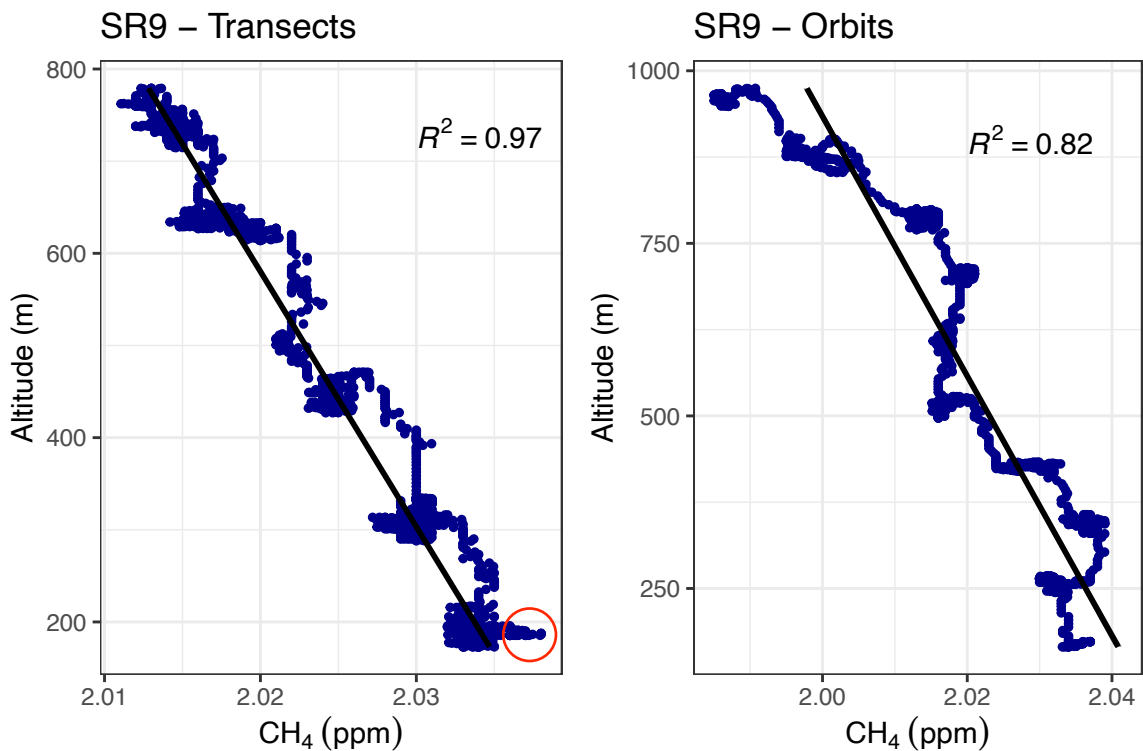 SR9 – Transects
800
600
400
200
Altitude (m)
R² = 0.97
2.01
2.02
2.03
CH₄ (ppm)
SR9 – Orbits
1000
750
500
250
Altitude (m)
R² = 0.82
2.00
2.02
2.04
CH₄ (ppm)